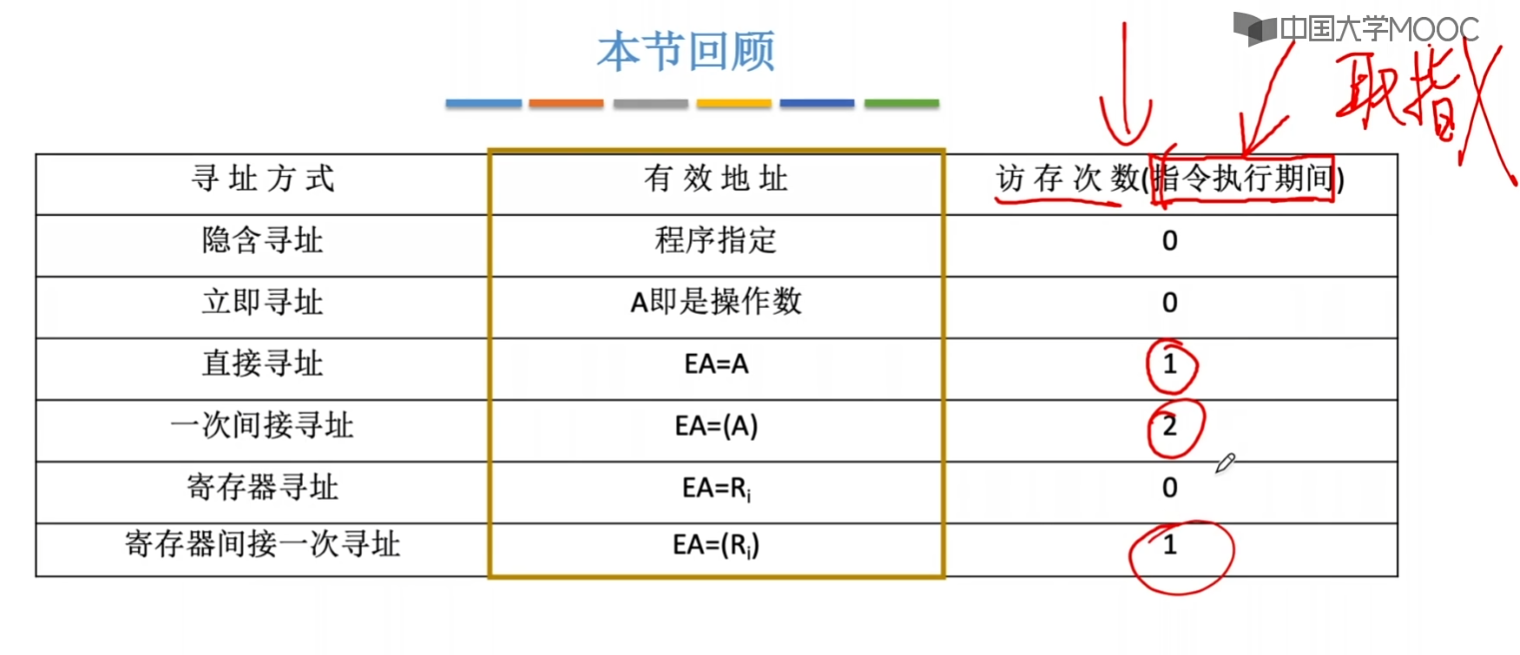 中国大学MOOC
本节回顾
取指
寻址方式 有效地址 访存次数(指令执行期间)
隐含寻址 程序指定 0
立即寻址 A即是操作数 0
直接寻址 EA=A 1
一次间接寻址 EA=(A) 2
寄存器寻址 EA=Rᵢ 0
寄存器间接一次寻址 EA=(Rᵢ) 1